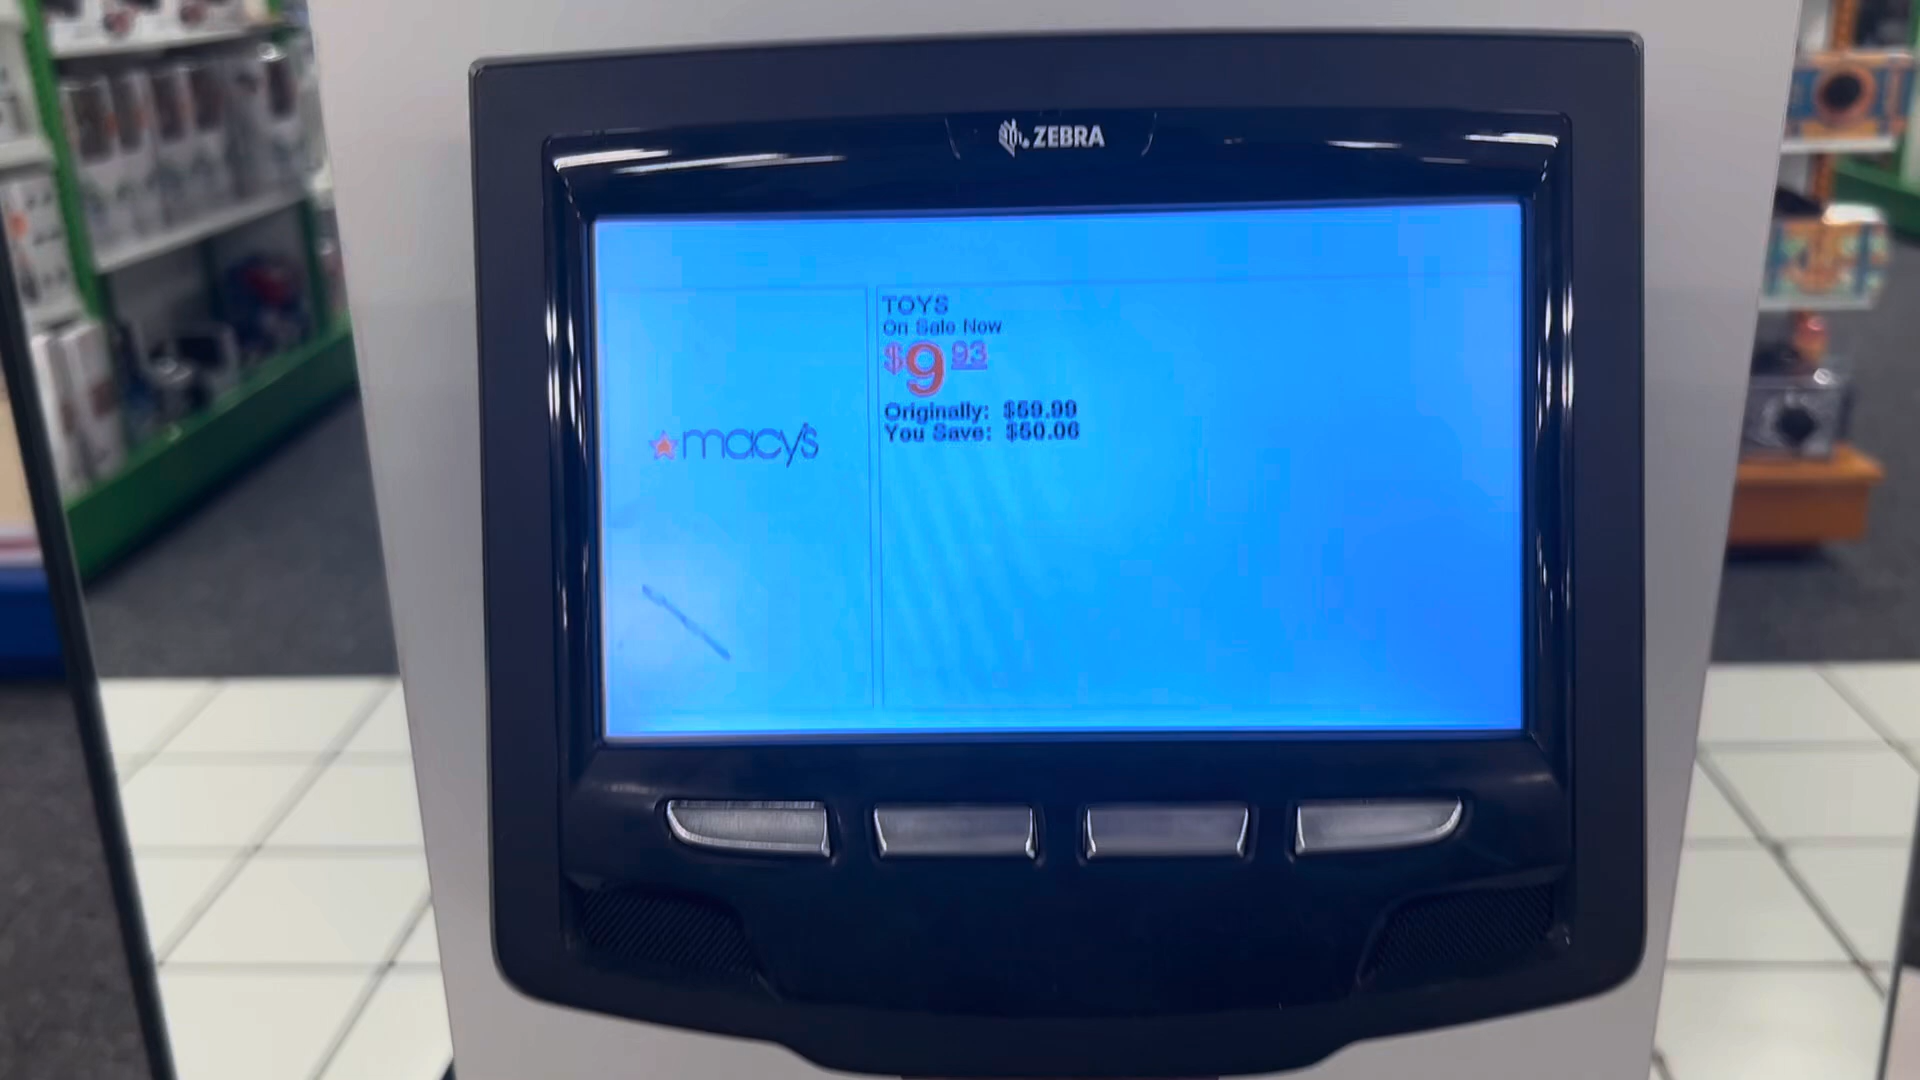 ZEBRA
TOYS
On Sale Now
$9 93
Originally: $59.99
You Save: $50.06
macy's